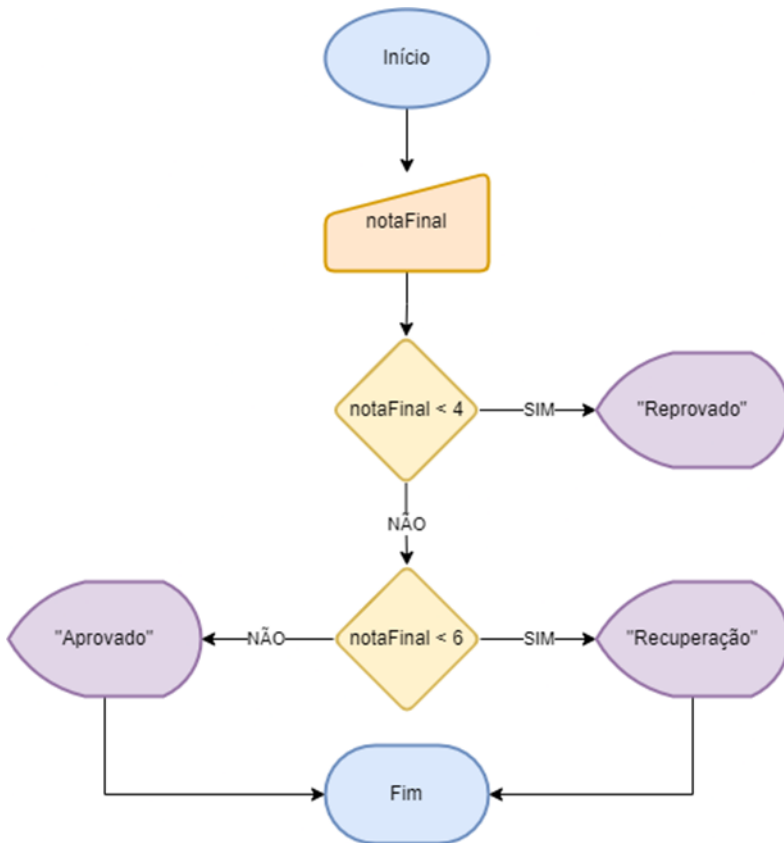 Início
notaFinal
notaFinal < 4
SIM
"Reprovado"
NÃO
"Aprovado"
NÃO
notaFinal < 6
SIM
"Recuperação"
Fim